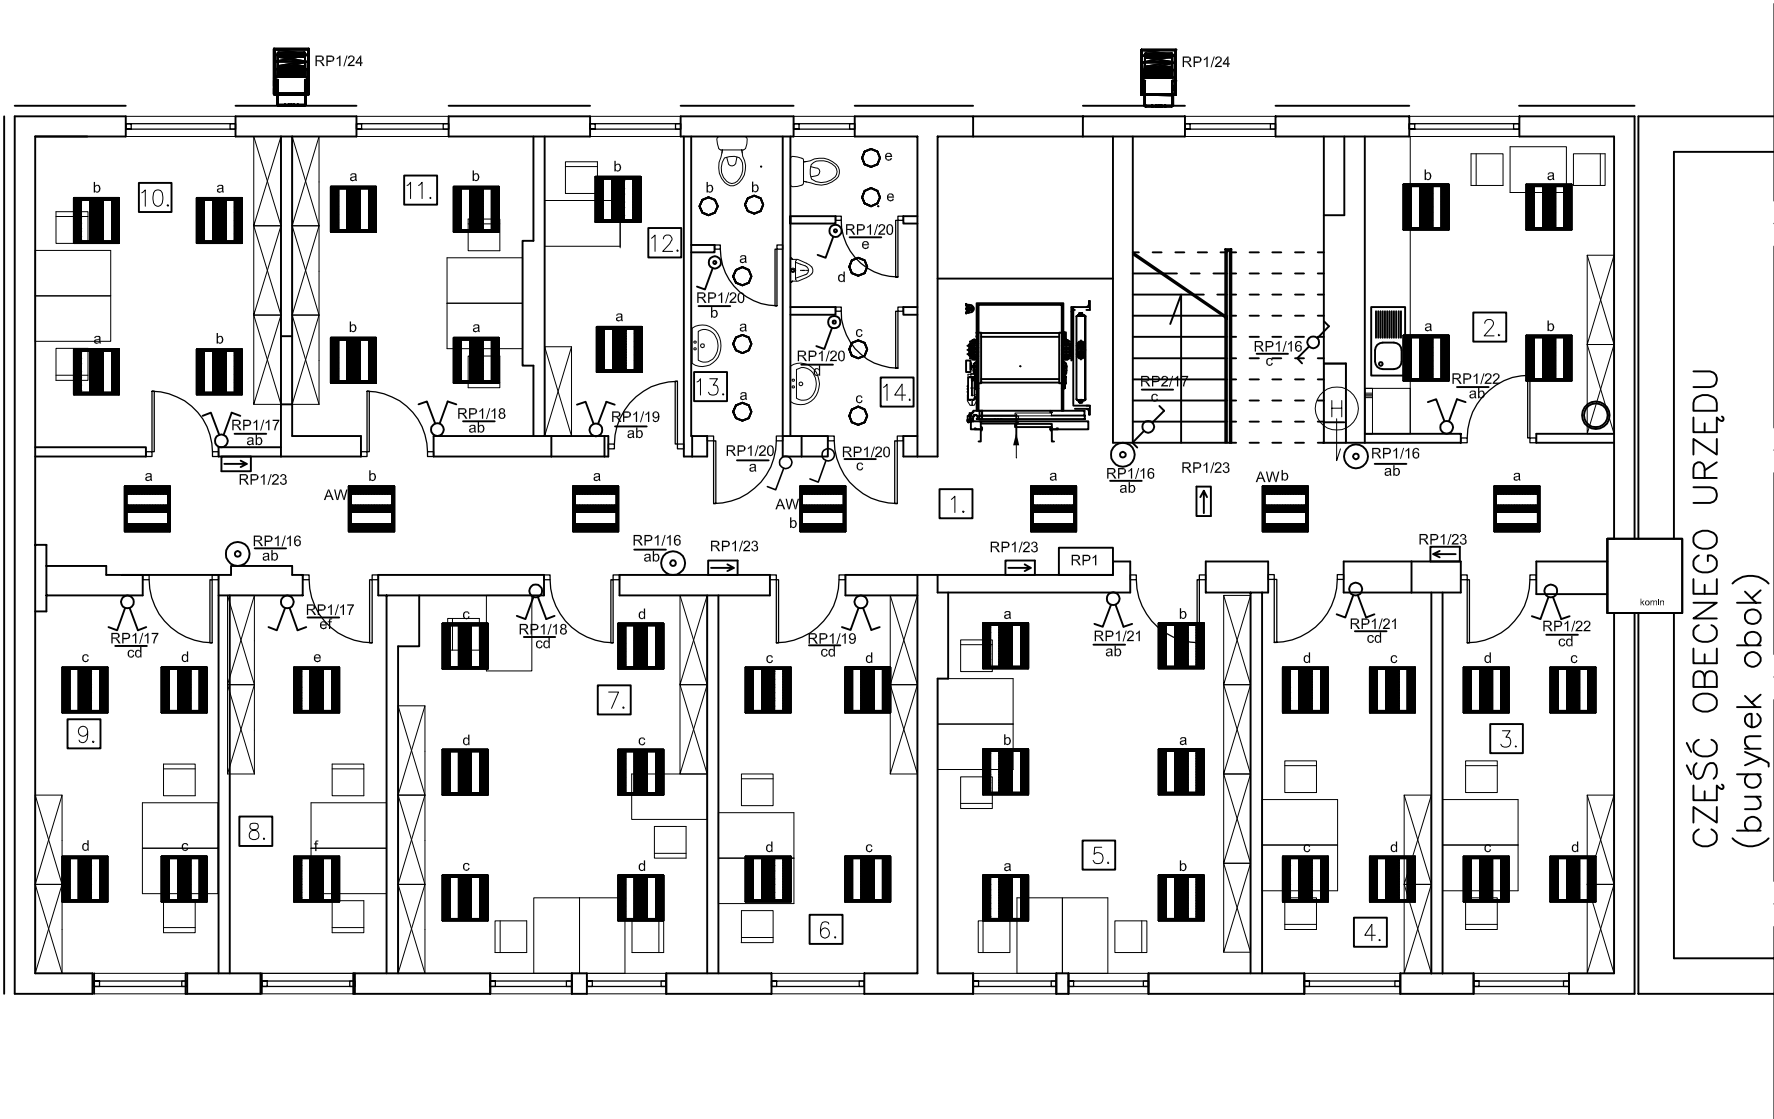 RP1/24
RP1/24
b
10.
a
a
11.
b
b
12.
b
b
e
e
RP1/20
e
d
b
a
2.
a
RP1/20
b
a
b
b
a
a
a
c
RP1/20
d
RP1/16
c
a
b
13.
a
14.
c
RP2/17
c
H
RP1/22
ab
RP1/17
ab
RP1/18
ab
RP1/19
ab
RP1/20
a
RP1/20
c
RP1/16
ab
RP1/16
ab
RP1/23
RP1/23
a
AW
b
a
AW
b
1.
a
AWb
a
RP1/16
ab
RP1/16
ab
RP1/23
RP1/23
RP1
RP1/23
komin
RP1/17
cd
RP1/17
ef
RP1/18
cd
RP1/19
cd
RP1/21
ab
RP1/21
cd
RP1/22
cd
c
d
e
c
d
c
d
a
b
d
c
d
c
9.
7.
3.
d
c
b
a
8.
5.
d
c
f
c
d
d
c
a
b
c
d
c
d
6.
4.
CZĘŚĆ OBECNEGO URZĘDU
(budynek obok)